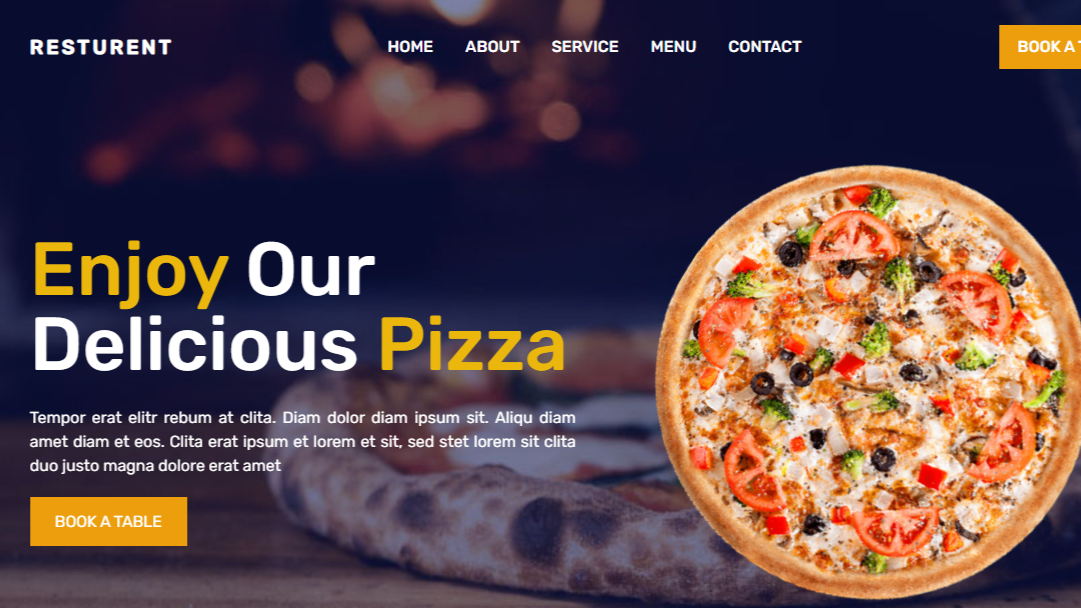 RESTURENT
HOME ABOUT SERVICE MENU CONTACT
BOOK A
Enjoy Our
Delicious Pizza
Tempor erat elitr rebum at clita. Diam dolor diam ipsum sit. Aliqu diam
amet diam et eos. Clita erat ipsum et lorem et sit, sed stet lorem sit clita
duo justo magna dolore erat amet
BOOK A TABLE